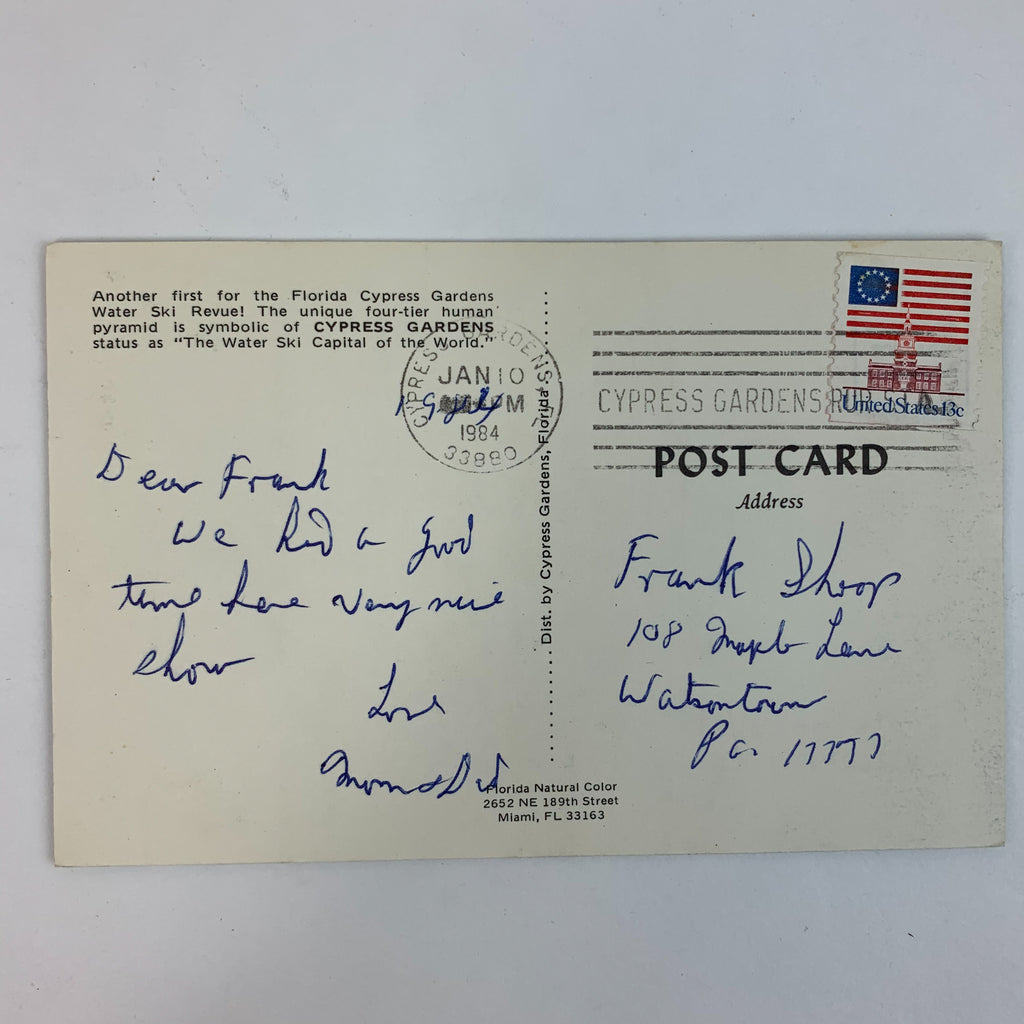 Another first for the Florida Cypress Gardens
Water Ski Revue! The unique four-tier human
pyramid is symbolic of CYPRESS GARDENS
status as "The Water Ski Capital of the World."
CYPRESS GARDENS, FL
JAN 10
PM
1984
33880
1984
Dear Frank
We had a good
time here very nice
show
Love
Mom & Dad
Dist. by Cypress Gardens, Florida
CYPRESS GARDENS
United States 13c
POST CARD
Address
Frank Shoop
108 Maple Lane
Watsontown
Pa. 17777
Florida Natural Color
2652 NE 189th Street
Miami, FL 33163